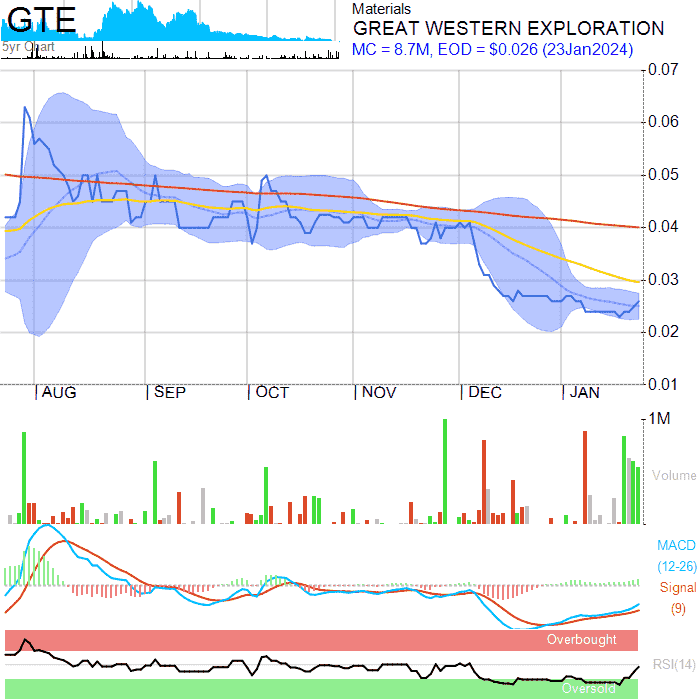 GTE
5yr Chart
Materials
GREAT WESTERN EXPLORATION
MC = 8.7M, EOD = $0.026 (23Jan2024)
0.07
0.06
0.05
0.04
0.03
0.02
0.01
AUG SEP OCT NOV DEC JAN
1M
Volume
MACD
(12-26)
Signal
(9)
Overbought
RSI(14)
Oversold